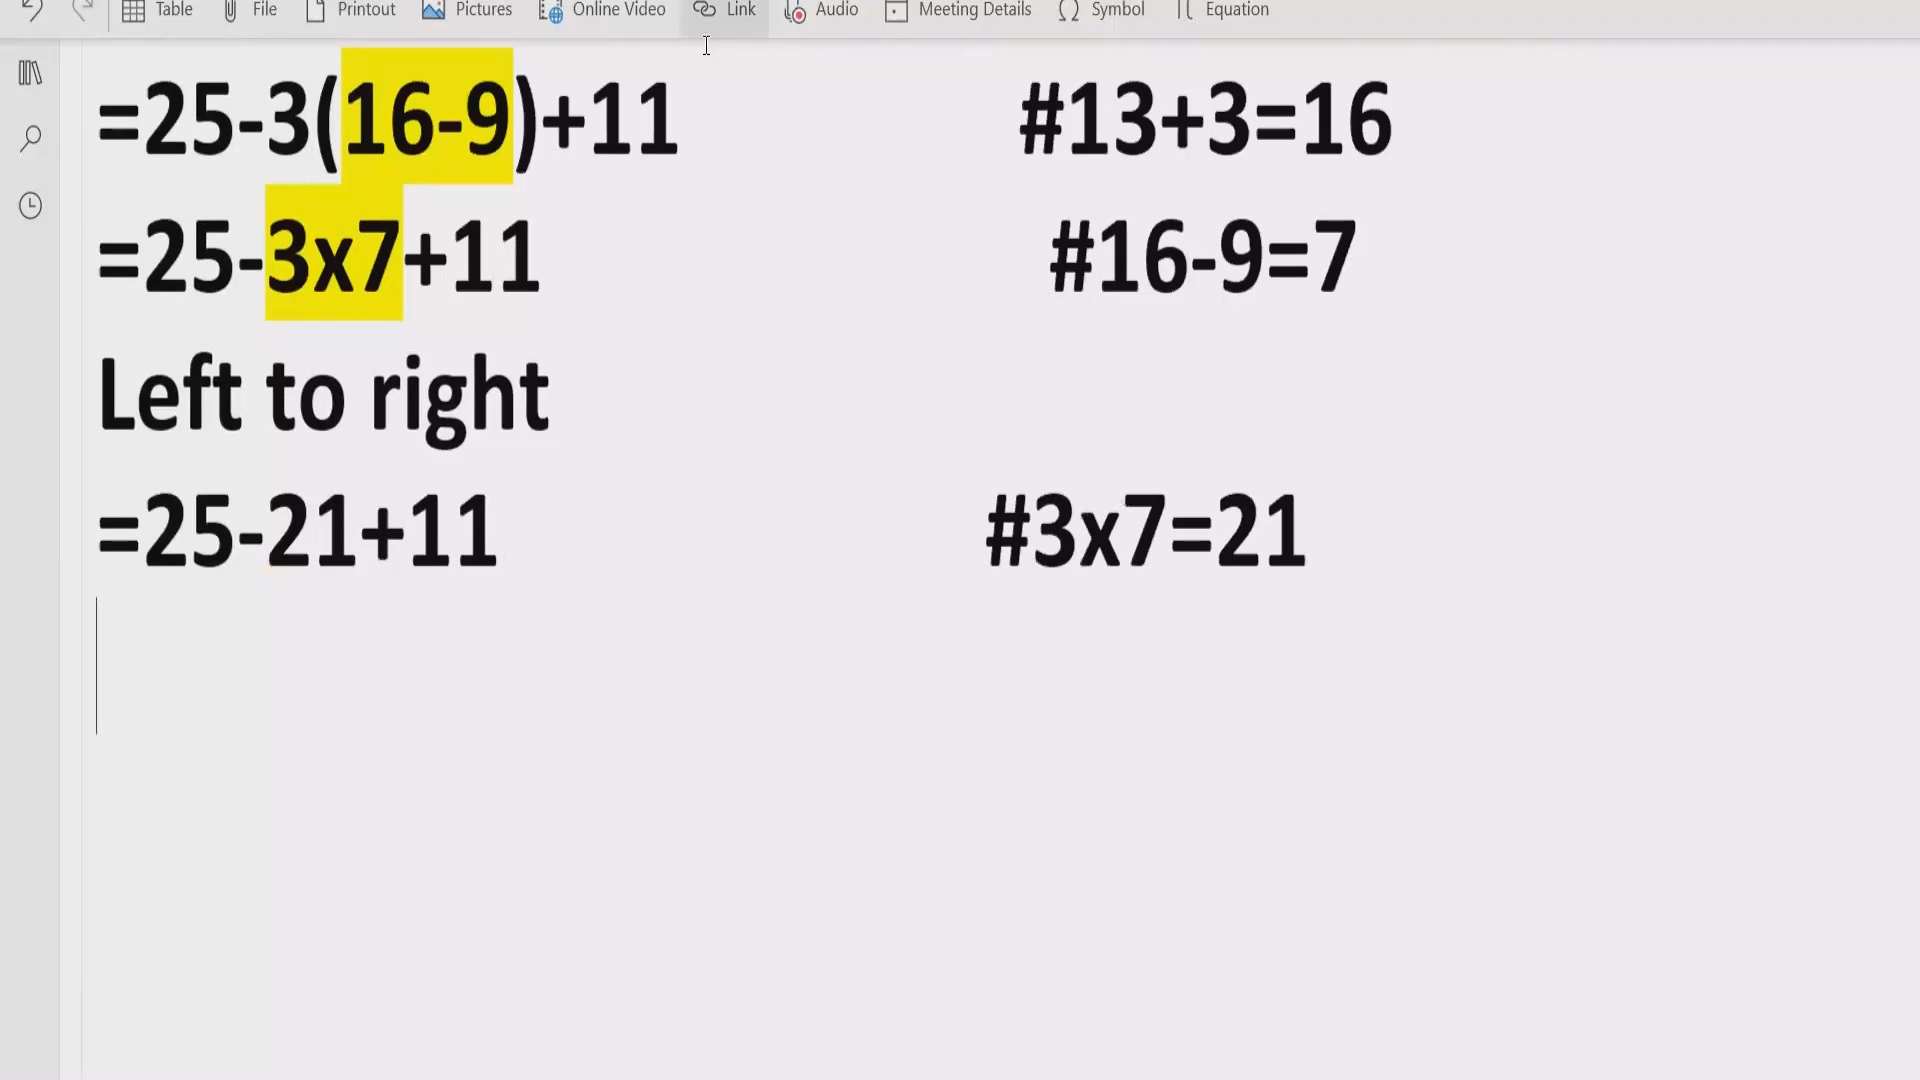 Table File Printout Pictures Online Video Link Audio Meeting Details Symbol Equation
=25-3(16-9)+11 #13+3=16
=25-3x7+11 #16-9=7
Left to right
=25-21+11 #3x7=21